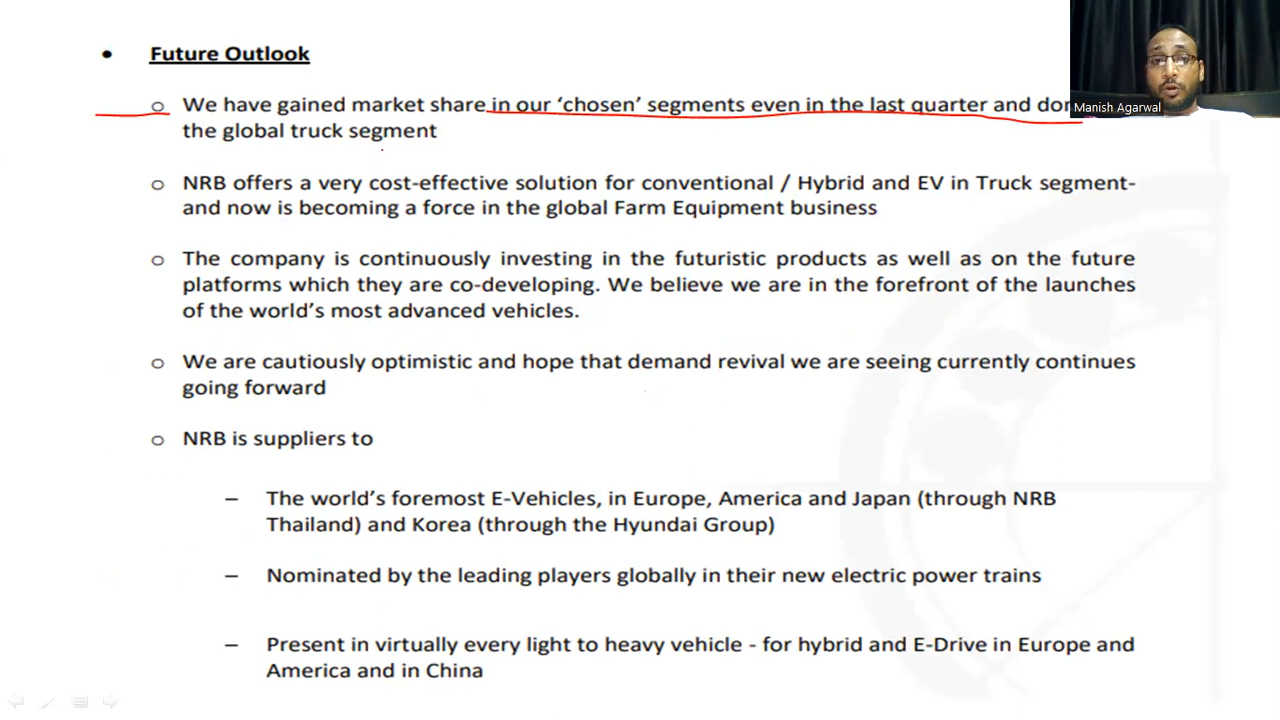 Future Outlook
We have gained market share in our ‘chosen’ segments even in the last quarter and
the global truck segment
NRB offers a very cost-effective solution for conventional / Hybrid and EV in Truck segment-
and now is becoming a force in the global Farm Equipment business
The company is continuously investing in the futuristic products as well as on the future
platforms which they are co-developing. We believe we are in the forefront of the launches
of the world’s most advanced vehicles.
We are cautiously optimistic and hope that demand revival we are seeing currently continues
going forward
NRB is suppliers to
– The world’s foremost E-Vehicles, in Europe, America and Japan (through NRB
Thailand) and Korea (through the Hyundai Group)
– Nominated by the leading players globally in their new electric power trains
– Present in virtually every light to heavy vehicle - for hybrid and E-Drive in Europe and
America and in China
Manish Agarwal